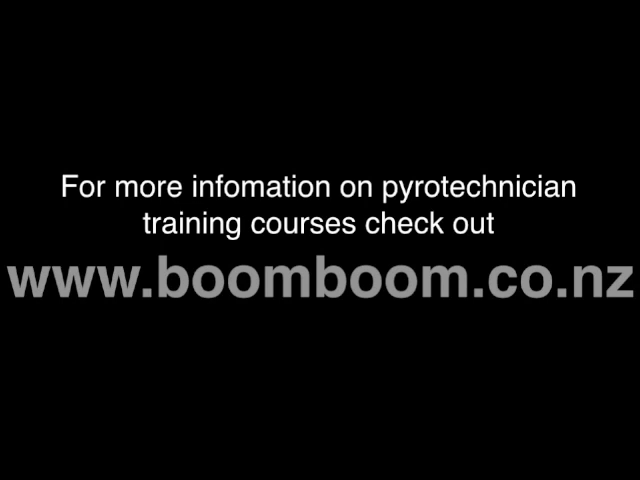 For more infomation on pyrotechnician
training courses check out
www.boomboom.co.nz